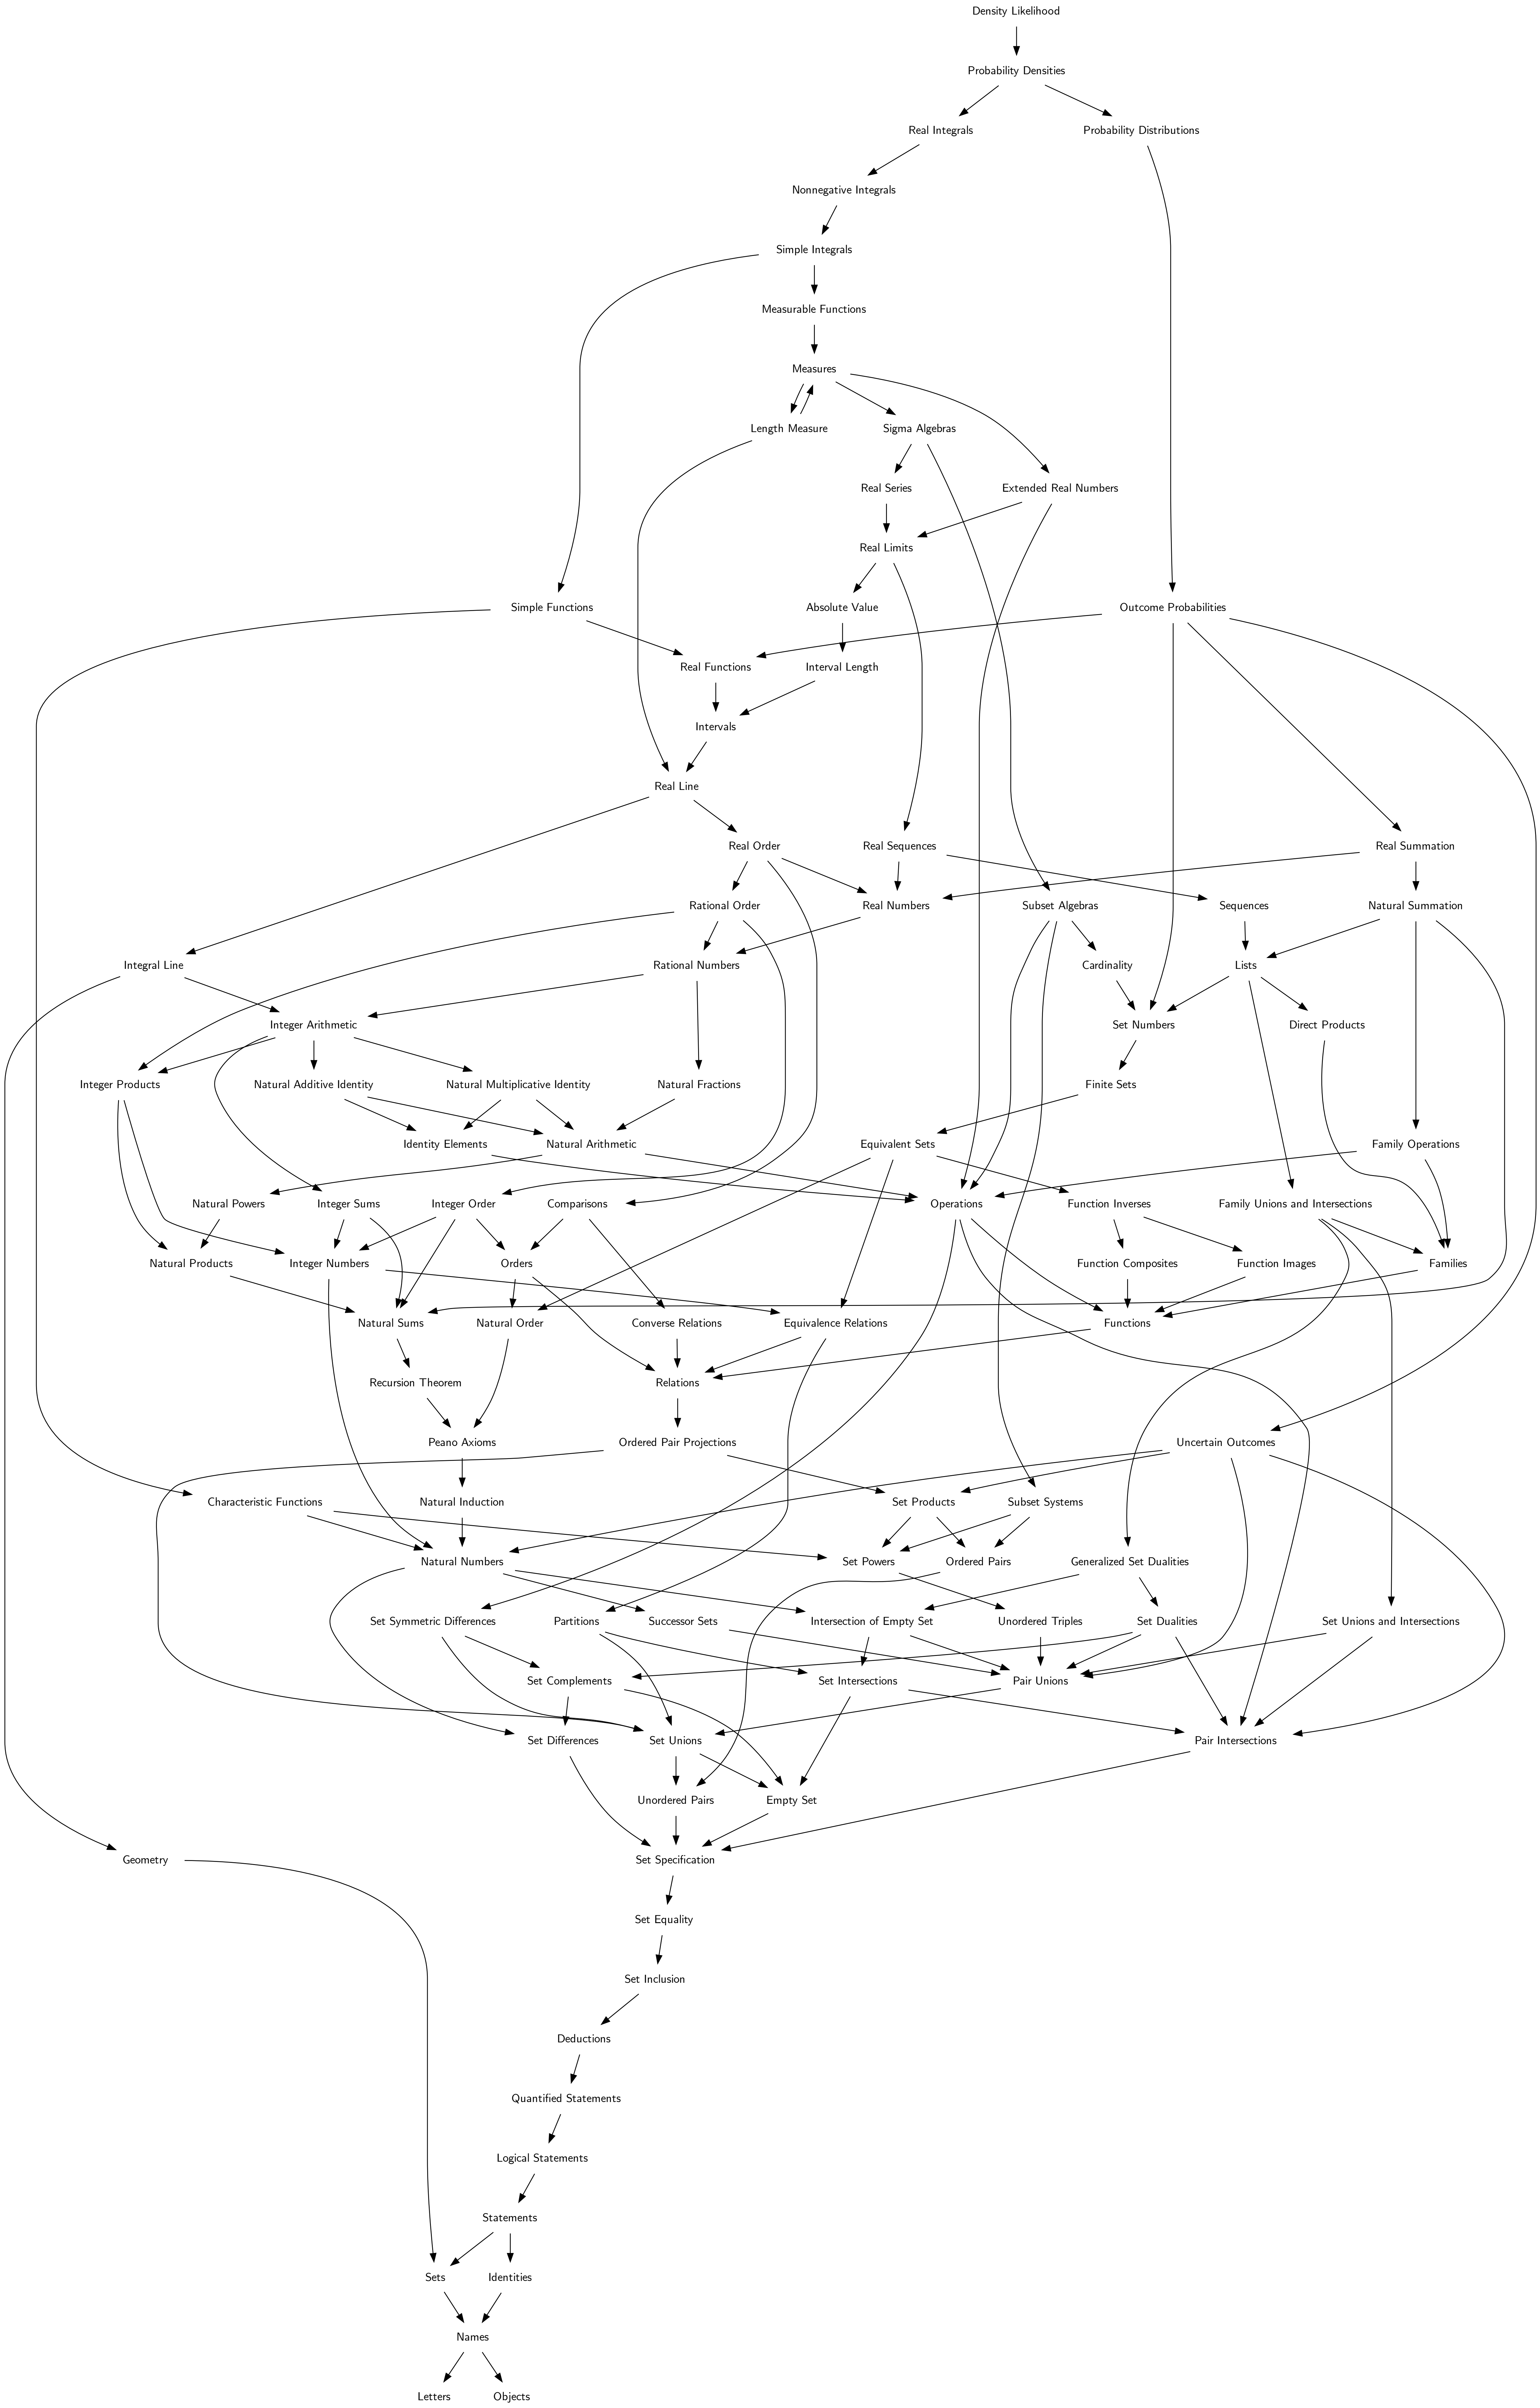 Density Likelihood
Probability Densities
Real Integrals
Probability Distributions
Nonnegative Integrals
Simple Integrals
Measurable Functions
Measures
Length Measure
Sigma Algebras
Real Series
Extended Real Numbers
Real Limits
Simple Functions
Absolute Value
Outcome Probabilities
Real Functions
Interval Length
Intervals
Real Line
Real Order
Real Sequences
Real Summation
Rational Order
Real Numbers
Subset Algebras
Sequences
Natural Summation
Integral Line
Rational Numbers
Cardinality
Lists
Integer Arithmetic
Set Numbers
Direct Products
Integer Products
Natural Additive Identity
Natural Multiplicative Identity
Natural Fractions
Finite Sets
Identity Elements
Natural Arithmetic
Equivalent Sets
Family Operations
Natural Powers
Integer Sums
Integer Order
Comparisons
Operations
Function Inverses
Family Unions and Intersections
Natural Products
Integer Numbers
Orders
Function Composites
Function Images
Families
Natural Sums
Natural Order
Converse Relations
Equivalence Relations
Functions
Recursion Theorem
Relations
Peano Axioms
Ordered Pair Projections
Uncertain Outcomes
Characteristic Functions
Natural Induction
Set Products
Subset Systems
Natural Numbers
Set Powers
Ordered Pairs
Generalized Set Dualities
Set Symmetric Differences
Partitions
Successor Sets
Intersection of Empty Set
Unordered Triples
Set Dualities
Set Unions and Intersections
Set Complements
Set Intersections
Pair Unions
Set Differences
Set Unions
Pair Intersections
Unordered Pairs
Empty Set
Geometry
Set Specification
Set Equality
Set Inclusion
Deductions
Quantified Statements
Logical Statements
Statements
Sets
Identities
Names
Letters
Objects